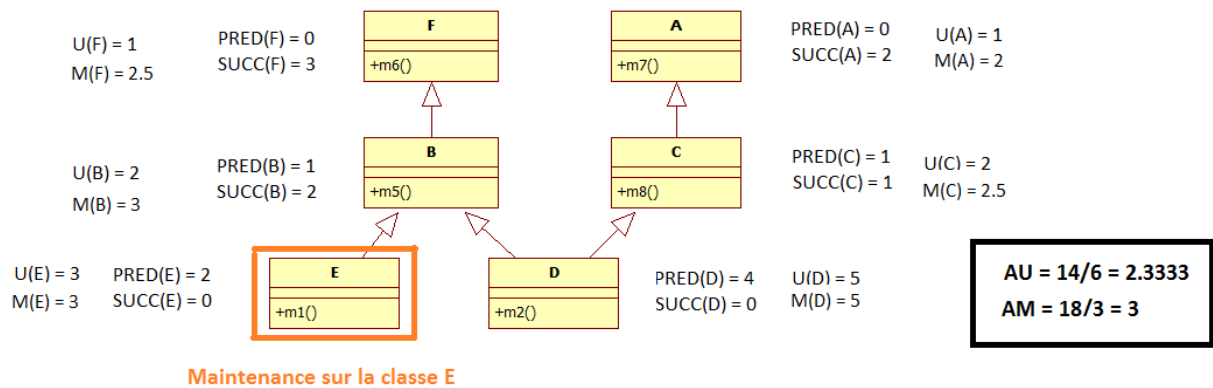 U(F) = 1
M(F) = 2.5
PRED(F) = 0
SUCC(F) = 3
F
+m6()
A
+m7()
PRED(A) = 0
SUCC(A) = 2
U(A) = 1
M(A) = 2
U(B) = 2
M(B) = 3
PRED(B) = 1
SUCC(B) = 2
B
+m5()
C
+m8()
PRED(C) = 1
SUCC(C) = 1
U(C) = 2
M(C) = 2.5
U(E) = 3
M(E) = 3
PRED(E) = 2
SUCC(E) = 0
E
+m1()
D
+m2()
PRED(D) = 4
SUCC(D) = 0
U(D) = 5
M(D) = 5
AU = 14/6 = 2.3333
AM = 18/3 = 3
Maintenance sur la classe E